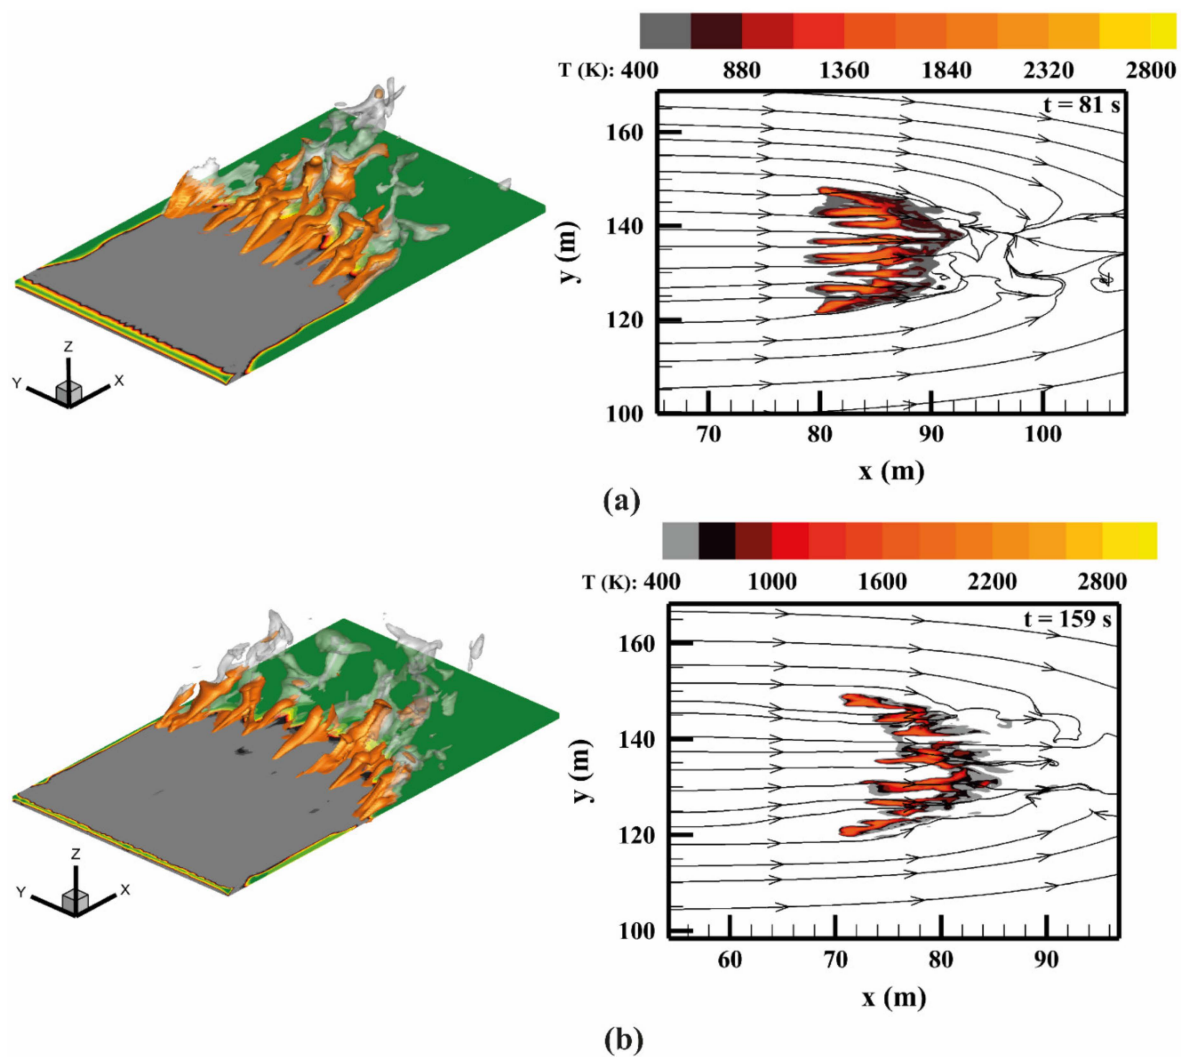 T (K): 400 880 1360 1840 2320 2800
t = 81 s
160
140
120
100
y (m)
70 80 90 100
x (m)
Z
Y X
(a)
T (K): 400 1000 1600 2200 2800
t = 159 s
160
140
120
100
y (m)
60 70 80 90
x (m)
Z
Y X
(b)